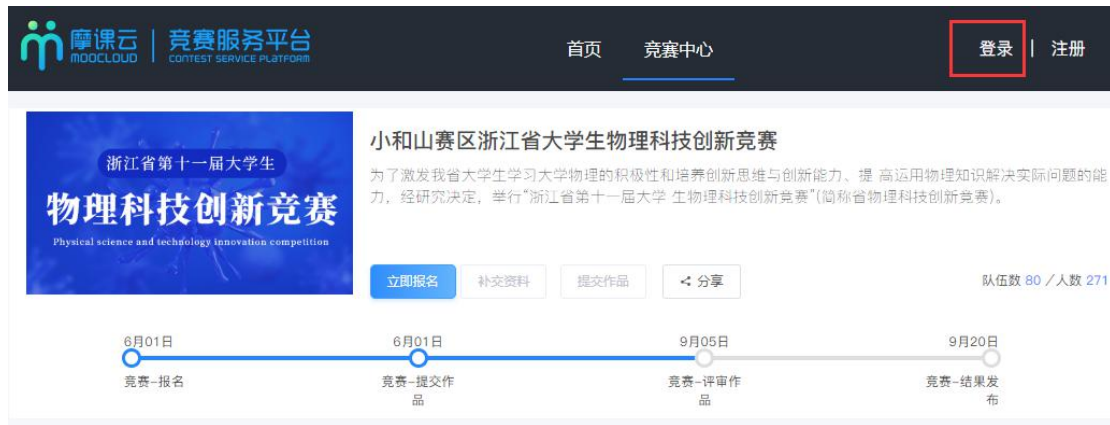 摩课云 | 竞赛服务平台
MOOCLOUD CONTEST SERVICE PLATFORM
首页 竞赛中心 登录 | 注册
浙江省第十一届大学生
物理科技创新竞赛
Physical science and technology innovation competition
小和山赛区浙江省大学生物理科技创新竞赛
为了激发我省大学生学习大学物理的积极性和培养创新思维与创新能力、提 高运用物理知识解决实际问题的能
力，经研究决定，举行“浙江省第十一届大学 生物理科技创新竞赛”(简称省物理科技创新竞赛)。
立即报名 补交资料 提交作品 分享 队伍数 80 / 人数 271
6月01日 6月01日 9月05日 9月20日
竞赛-报名 竞赛-提交作 竞赛-评审作 竞赛-结果发
品 品 布